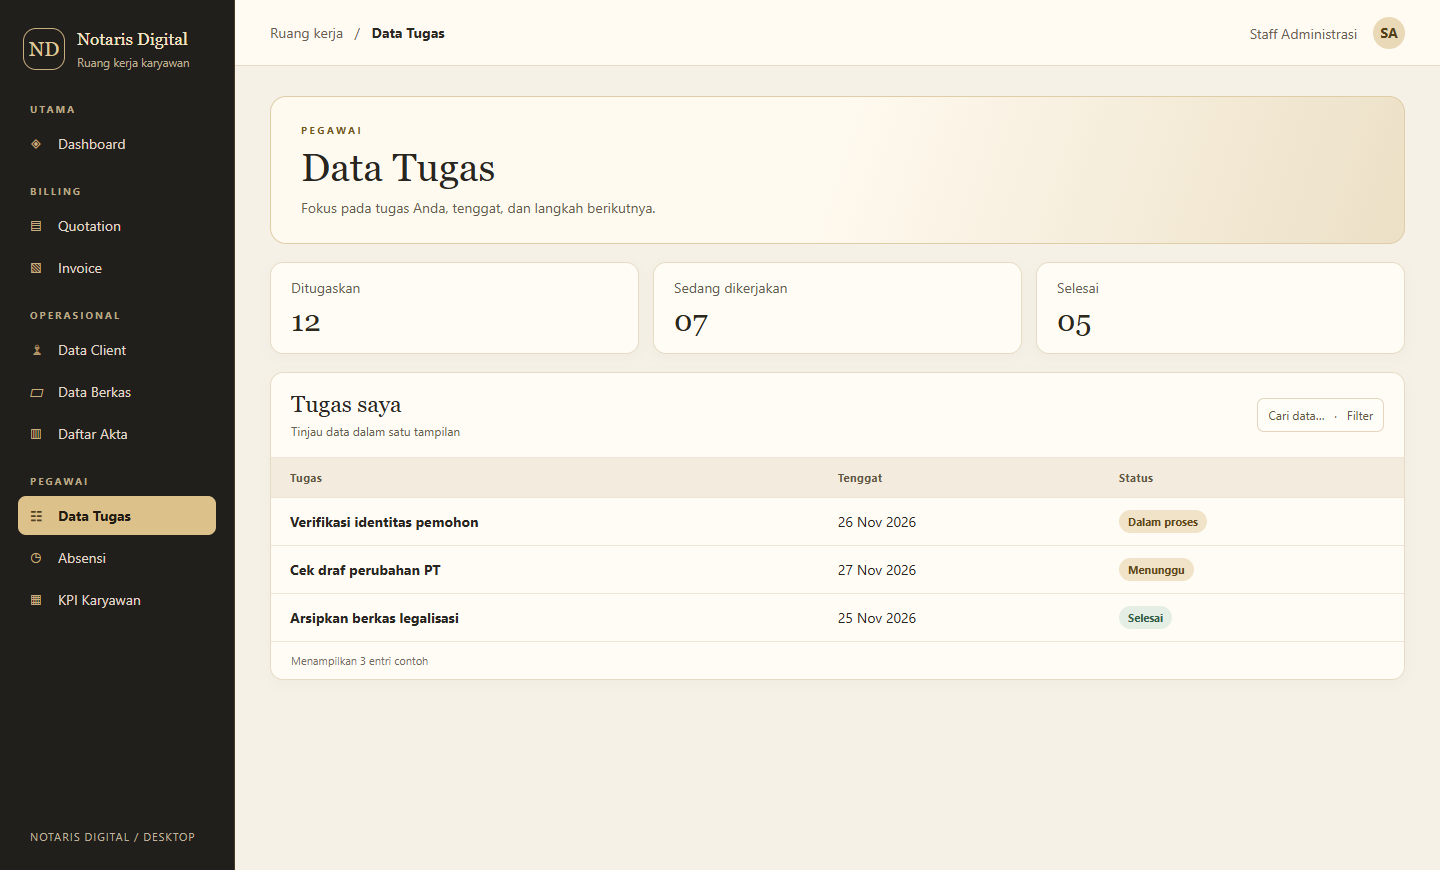 ND
Notaris Digital
Ruang kerja karyawan
UTAMA
Dashboard
BILLING
Quotation
Invoice
OPERASIONAL
Data Client
Data Berkas
Daftar Akta
PEGAWAI
Data Tugas
Absensi
KPI Karyawan
NOTARIS DIGITAL / DESKTOP
Ruang kerja / Data Tugas
Staff Administrasi SA
PEGAWAI
Data Tugas
Fokus pada tugas Anda, tenggat, dan langkah berikutnya.
Ditugaskan
12
Sedang dikerjakan
07
Selesai
05
Tugas saya
Tinjau data dalam satu tampilan
Cari data... · Filter
Tugas Tenggat Status
Verifikasi identitas pemohon 26 Nov 2026 Dalam proses
Cek draf perubahan PT 27 Nov 2026 Menunggu
Arsipkan berkas legalisasi 25 Nov 2026 Selesai
Menampilkan 3 entri contoh